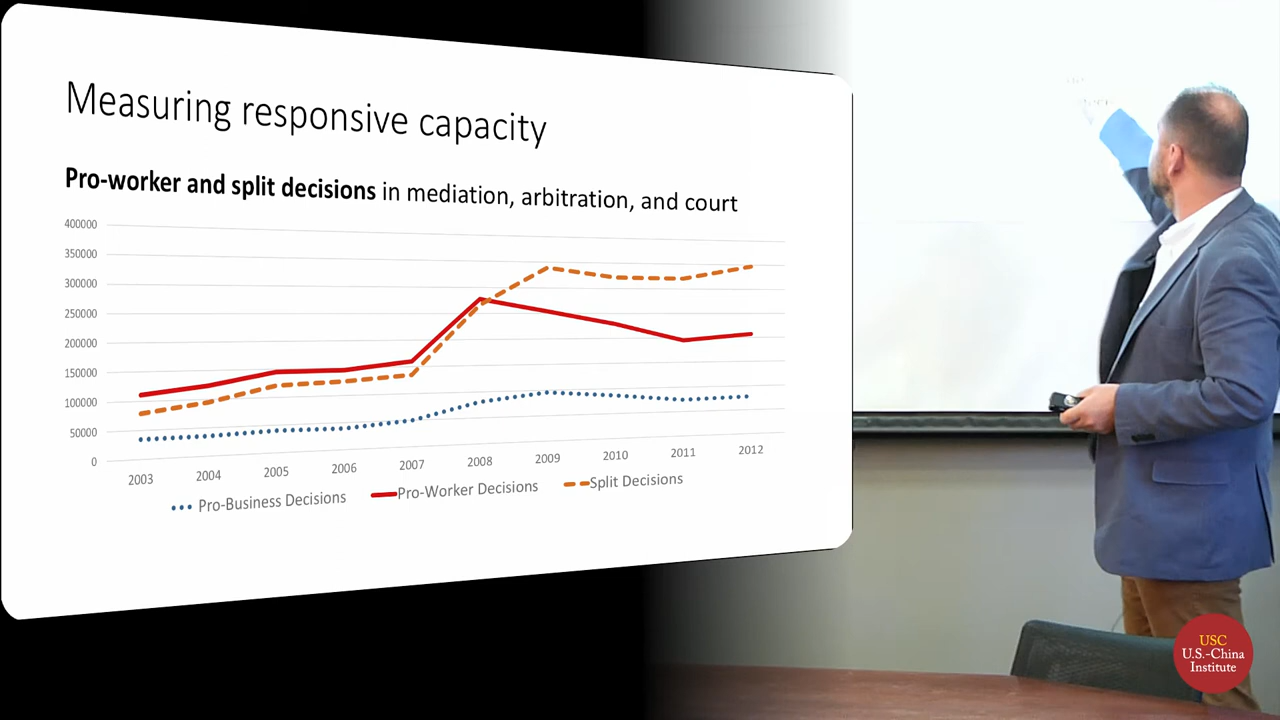 Measuring responsive capacity
Pro-worker and split decisions in mediation, arbitration, and court
400000
350000
300000
250000
200000
150000
100000
50000
0
2003 2004 2005 2006 2007 2008 2009 2010 2011 2012
Pro-Business Decisions Pro-Worker Decisions Split Decisions
USC
U.S.-China
Institute